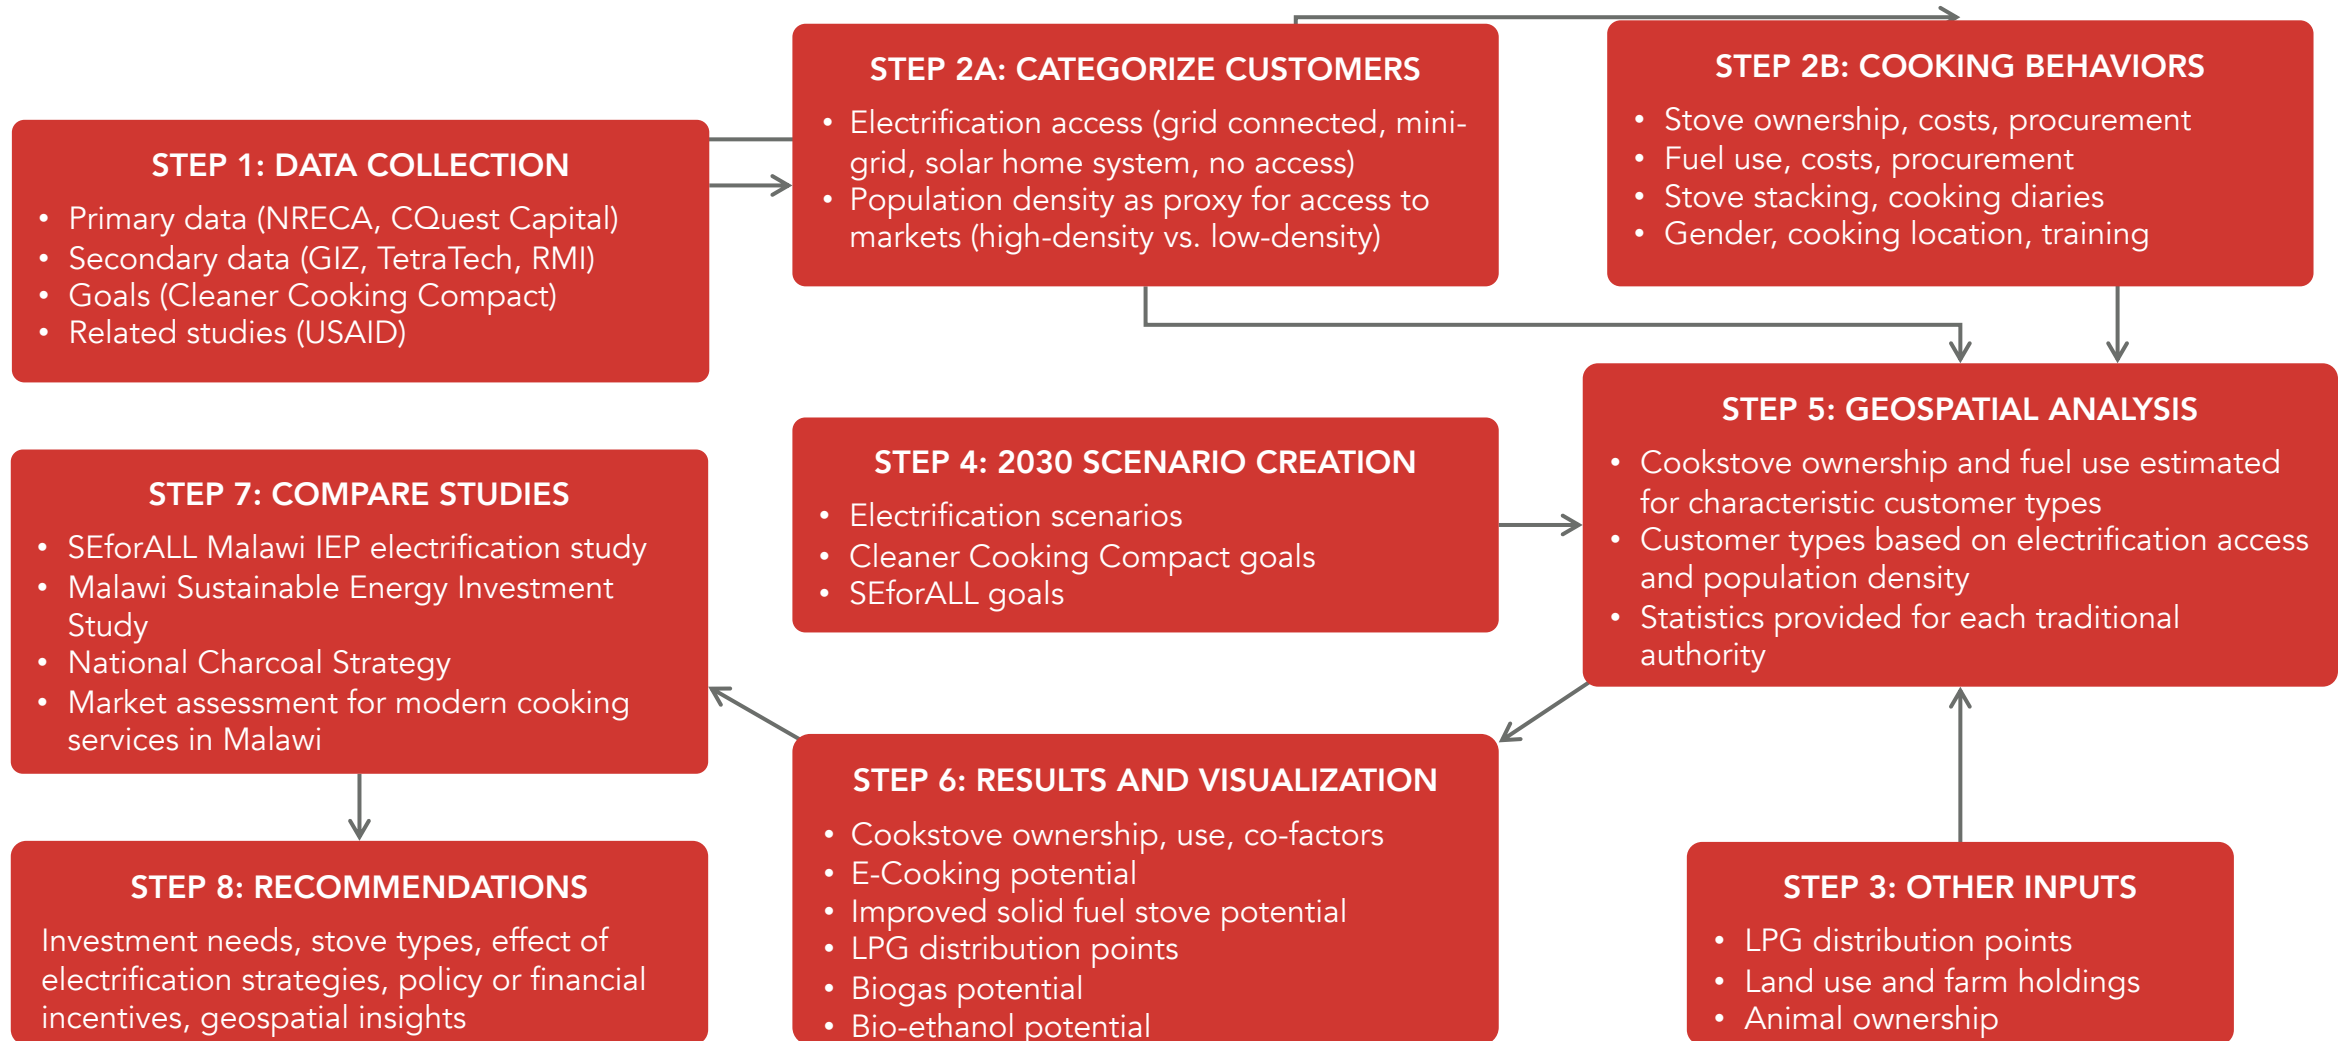 STEP 1: DATA COLLECTION
• Primary data (NRECA, CQuest Capital)
• Secondary data (GIZ, TetraTech, RMI)
• Goals (Cleaner Cooking Compact)
• Related studies (USAID)
STEP 2A: CATEGORIZE CUSTOMERS
• Electrification access (grid connected, mini-
grid, solar home system, no access)
• Population density as proxy for access to
markets (high-density vs. low-density)
STEP 2B: COOKING BEHAVIORS
• Stove ownership, costs, procurement
• Fuel use, costs, procurement
• Stove stacking, cooking diaries
• Gender, cooking location, training
STEP 7: COMPARE STUDIES
• SEforALL Malawi IEP electrification study
• Malawi Sustainable Energy Investment
Study
• National Charcoal Strategy
• Market assessment for modern cooking
services in Malawi
STEP 4: 2030 SCENARIO CREATION
• Electrification scenarios
• Cleaner Cooking Compact goals
• SEforALL goals
STEP 5: GEOSPATIAL ANALYSIS
• Cookstove ownership and fuel use estimated
for characteristic customer types
• Customer types based on electrification access
and population density
• Statistics provided for each traditional
authority
STEP 8: RECOMMENDATIONS
Investment needs, stove types, effect of
electrification strategies, policy or financial
incentives, geospatial insights
STEP 6: RESULTS AND VISUALIZATION
• Cookstove ownership, use, co-factors
• E-Cooking potential
• Improved solid fuel stove potential
• LPG distribution points
• Biogas potential
• Bio-ethanol potential
STEP 3: OTHER INPUTS
• LPG distribution points
• Land use and farm holdings
• Animal ownership